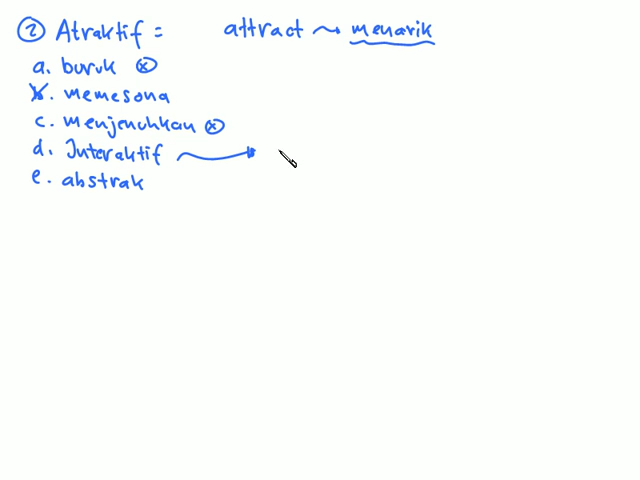 ② Atraktif = attract ~> menarik
a. buruk ⓧ
b. memesona
c. menjenuhkan ⓧ
d. Interaktif
e. abstrak